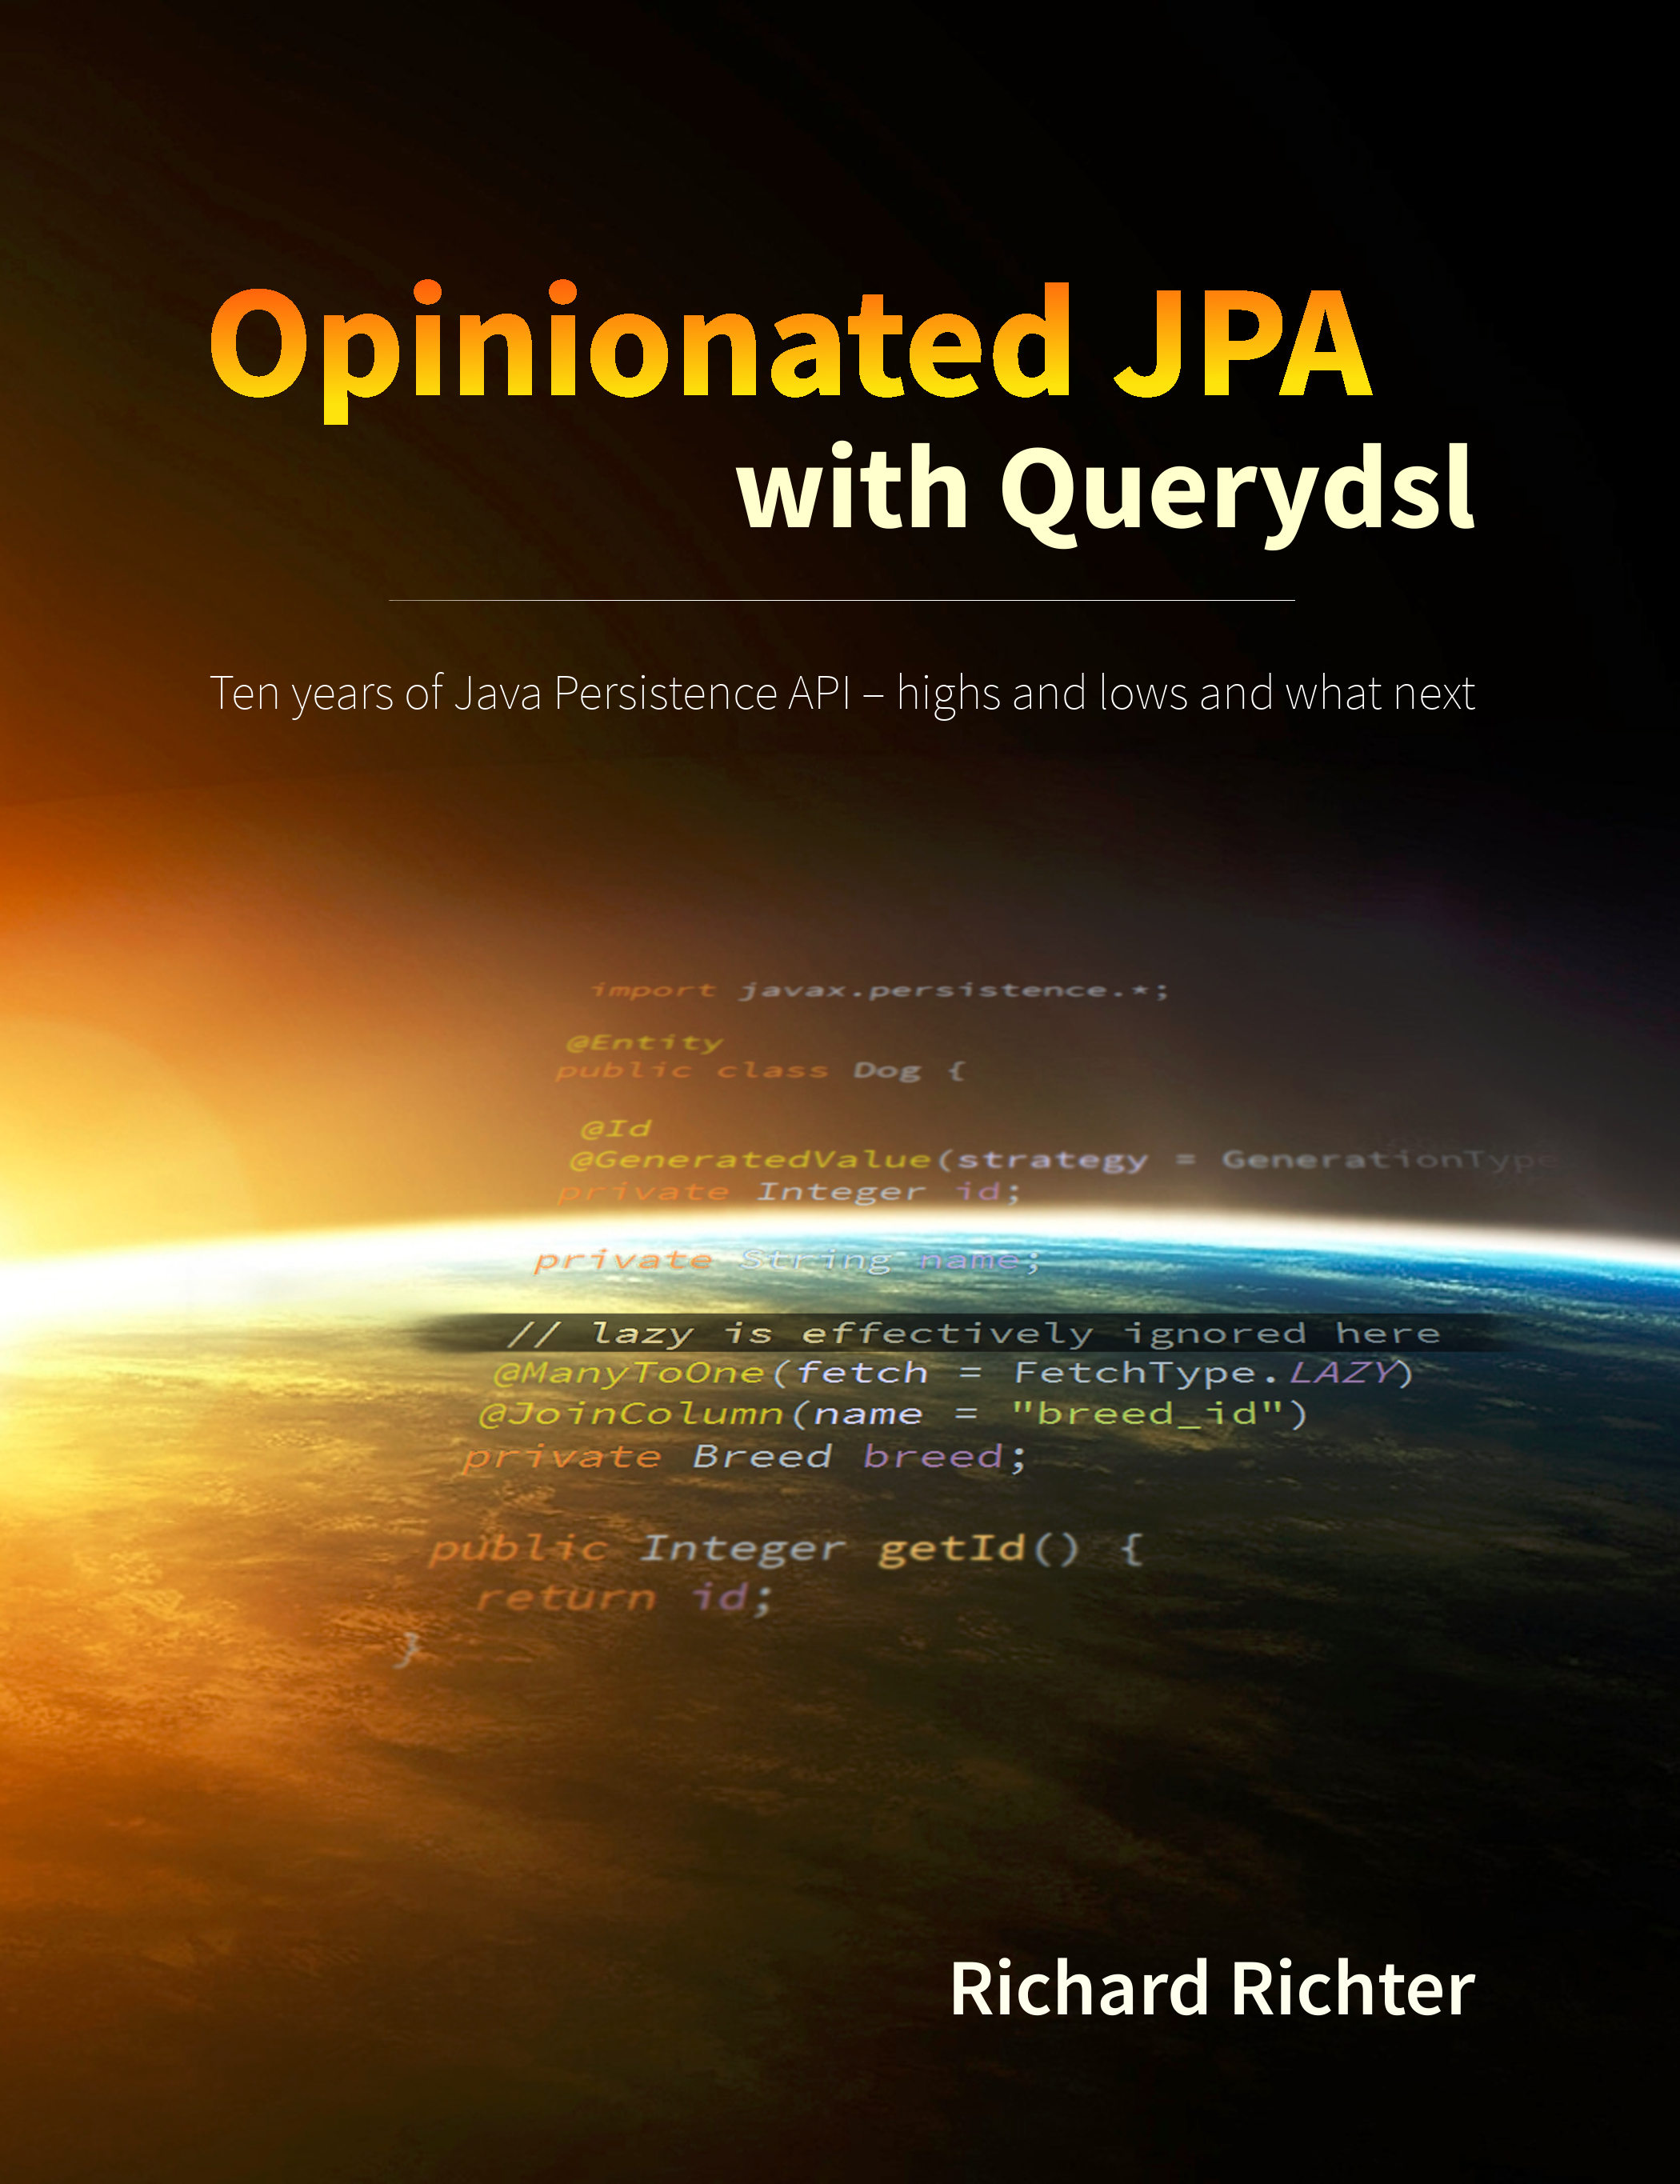 Opinionated JPA
with Querydsl
Ten years of Java Persistence API – highs and lows and what next
import javax.persistence.*;
@Entity
public class Dog {
@Id
@GeneratedValue(strategy = GenerationType
private Integer id;
private String name;
// lazy is effectively ignored here
@ManyToOne(fetch = FetchType.LAZY)
@JoinColumn(name = "breed_id")
private Breed breed;
public Integer getId() {
return id;
}
Richard Richter